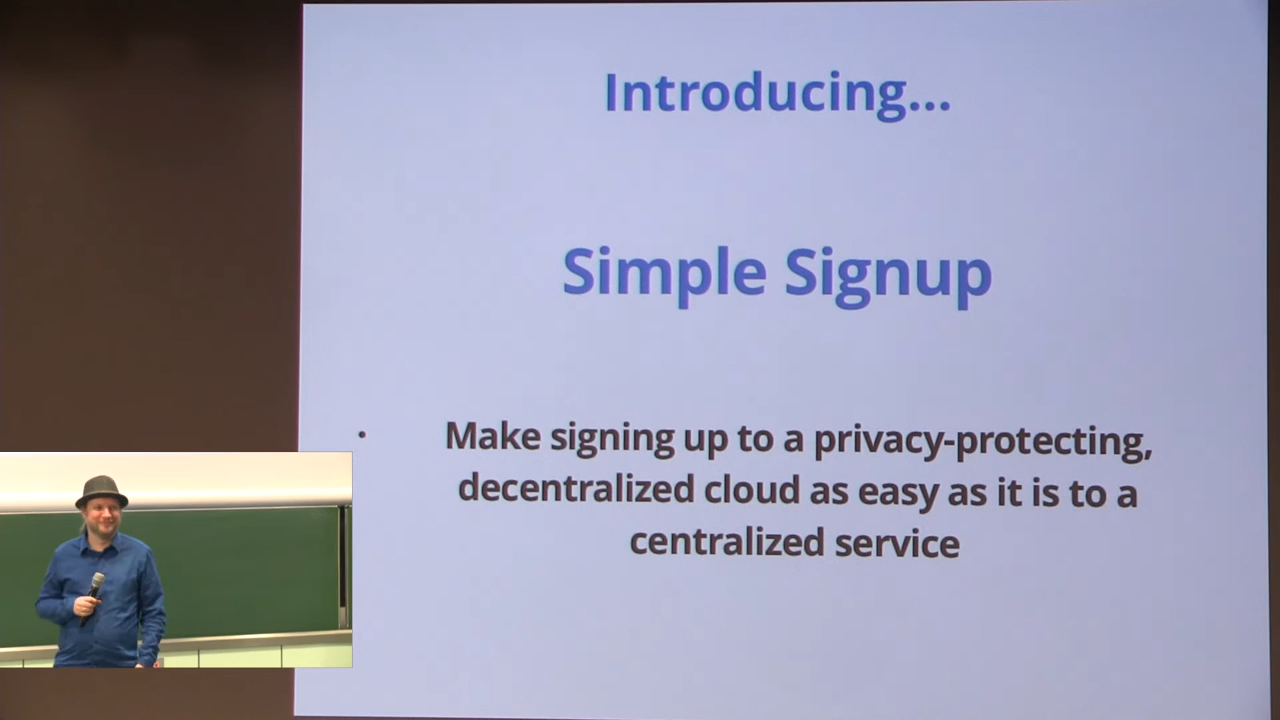 Introducing...
Simple Signup
• Make signing up to a privacy-protecting,
decentralized cloud as easy as it is to a
centralized service